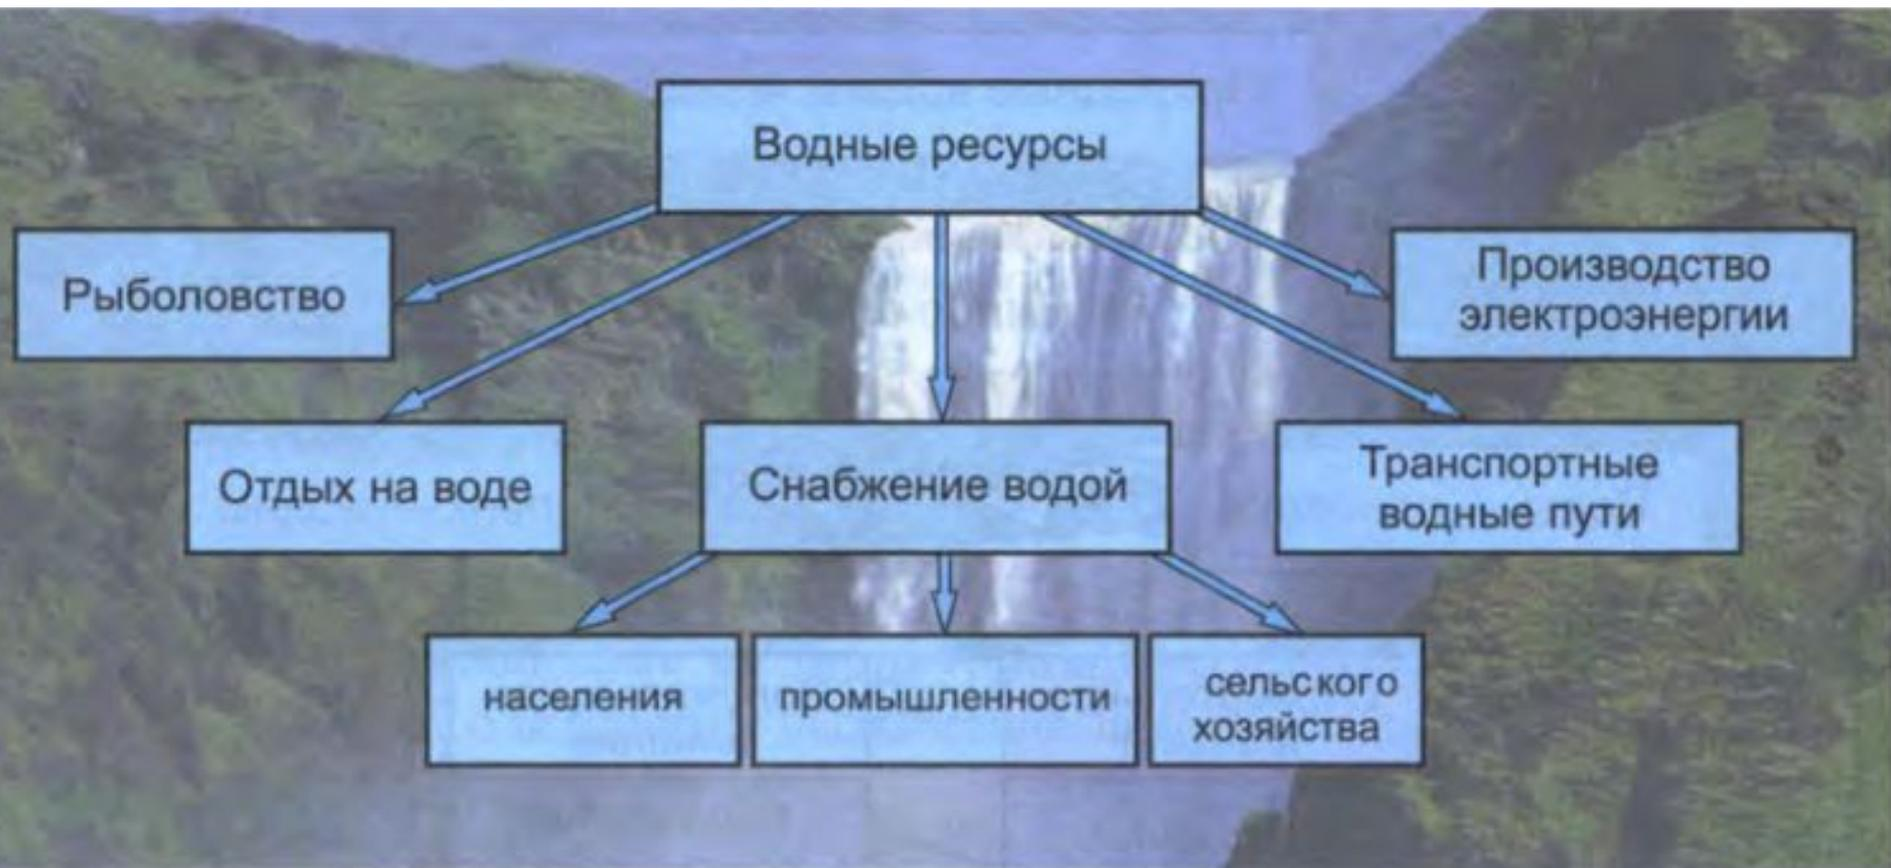 Водные ресурсы
Рыболовство
Производство
электроэнергии
Отдых на воде
Снабжение водой
Транспортные
водные пути
населения
промышленности
сельского
хозяйства